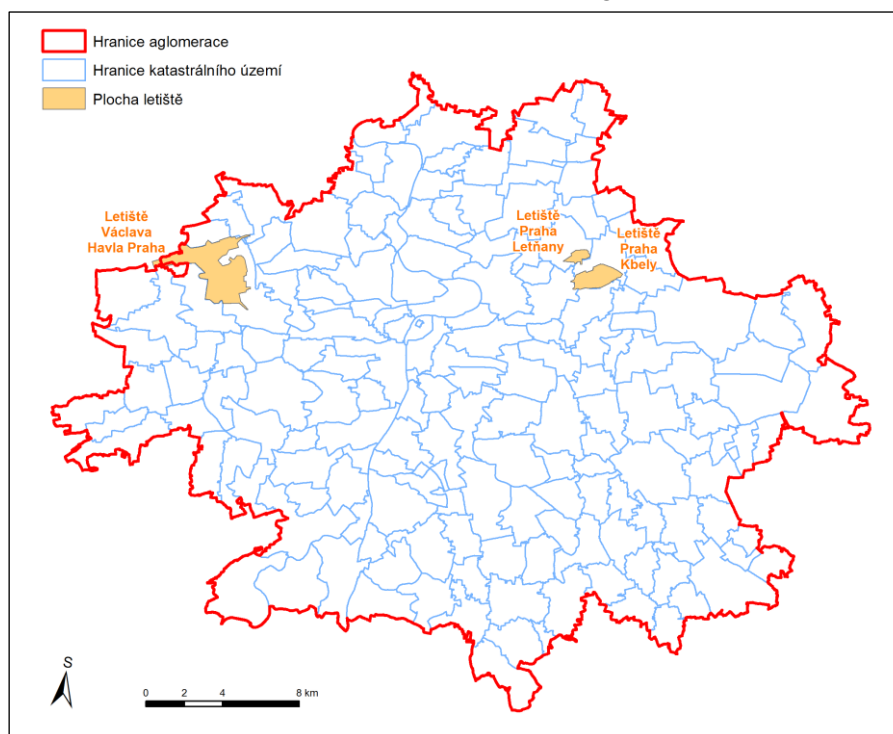 Hranice aglomerace
Hranice katastrálního území
Plocha letiště
Letiště
Václava
Havla Praha
Letiště
Praha
Letňany
Letiště
Praha
Kbely
S
0 2 4 8 km